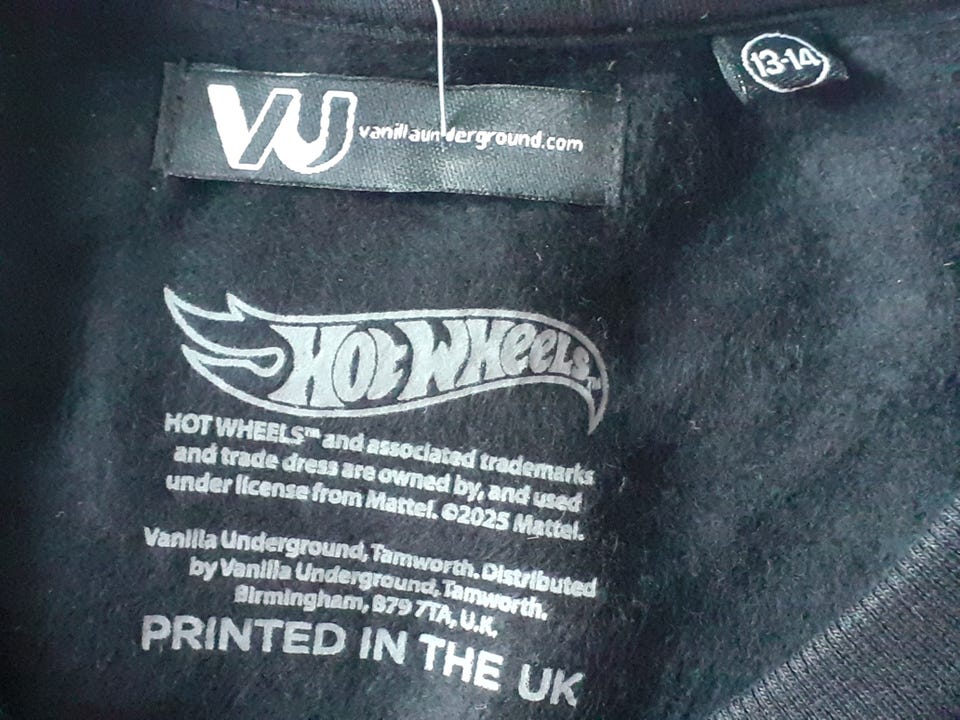 VU vanillaunderground.com
13-14
HOT WHEELS™
HOT WHEELS™ and associated trademarks
and trade dress are owned by, and used
under license from Mattel. ©2025 Mattel.
Vanilla Underground, Tamworth. Distributed
by Vanilla Underground, Tamworth.
Birmingham, B79 7TA, U.K.
PRINTED IN THE UK